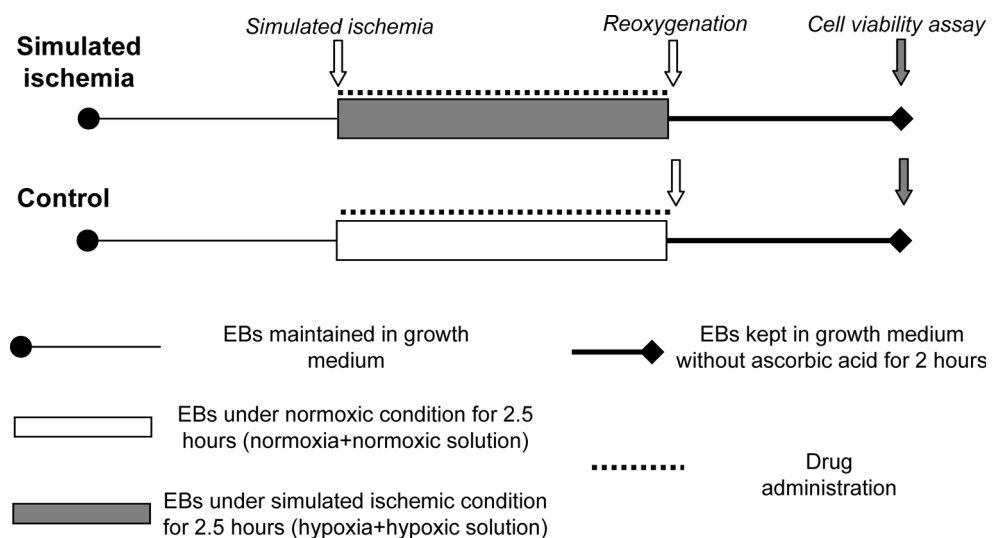 Simulated ischemia
Reoxygenation
Cell viability assay
Simulated
ischemia
Control
EBs maintained in growth
medium
EBs kept in growth medium
without ascorbic acid for 2 hours
EBs under normoxic condition for 2.5
hours (normoxia+normoxic solution)
Drug
administration
EBs under simulated ischemic condition
for 2.5 hours (hypoxia+hypoxic solution)